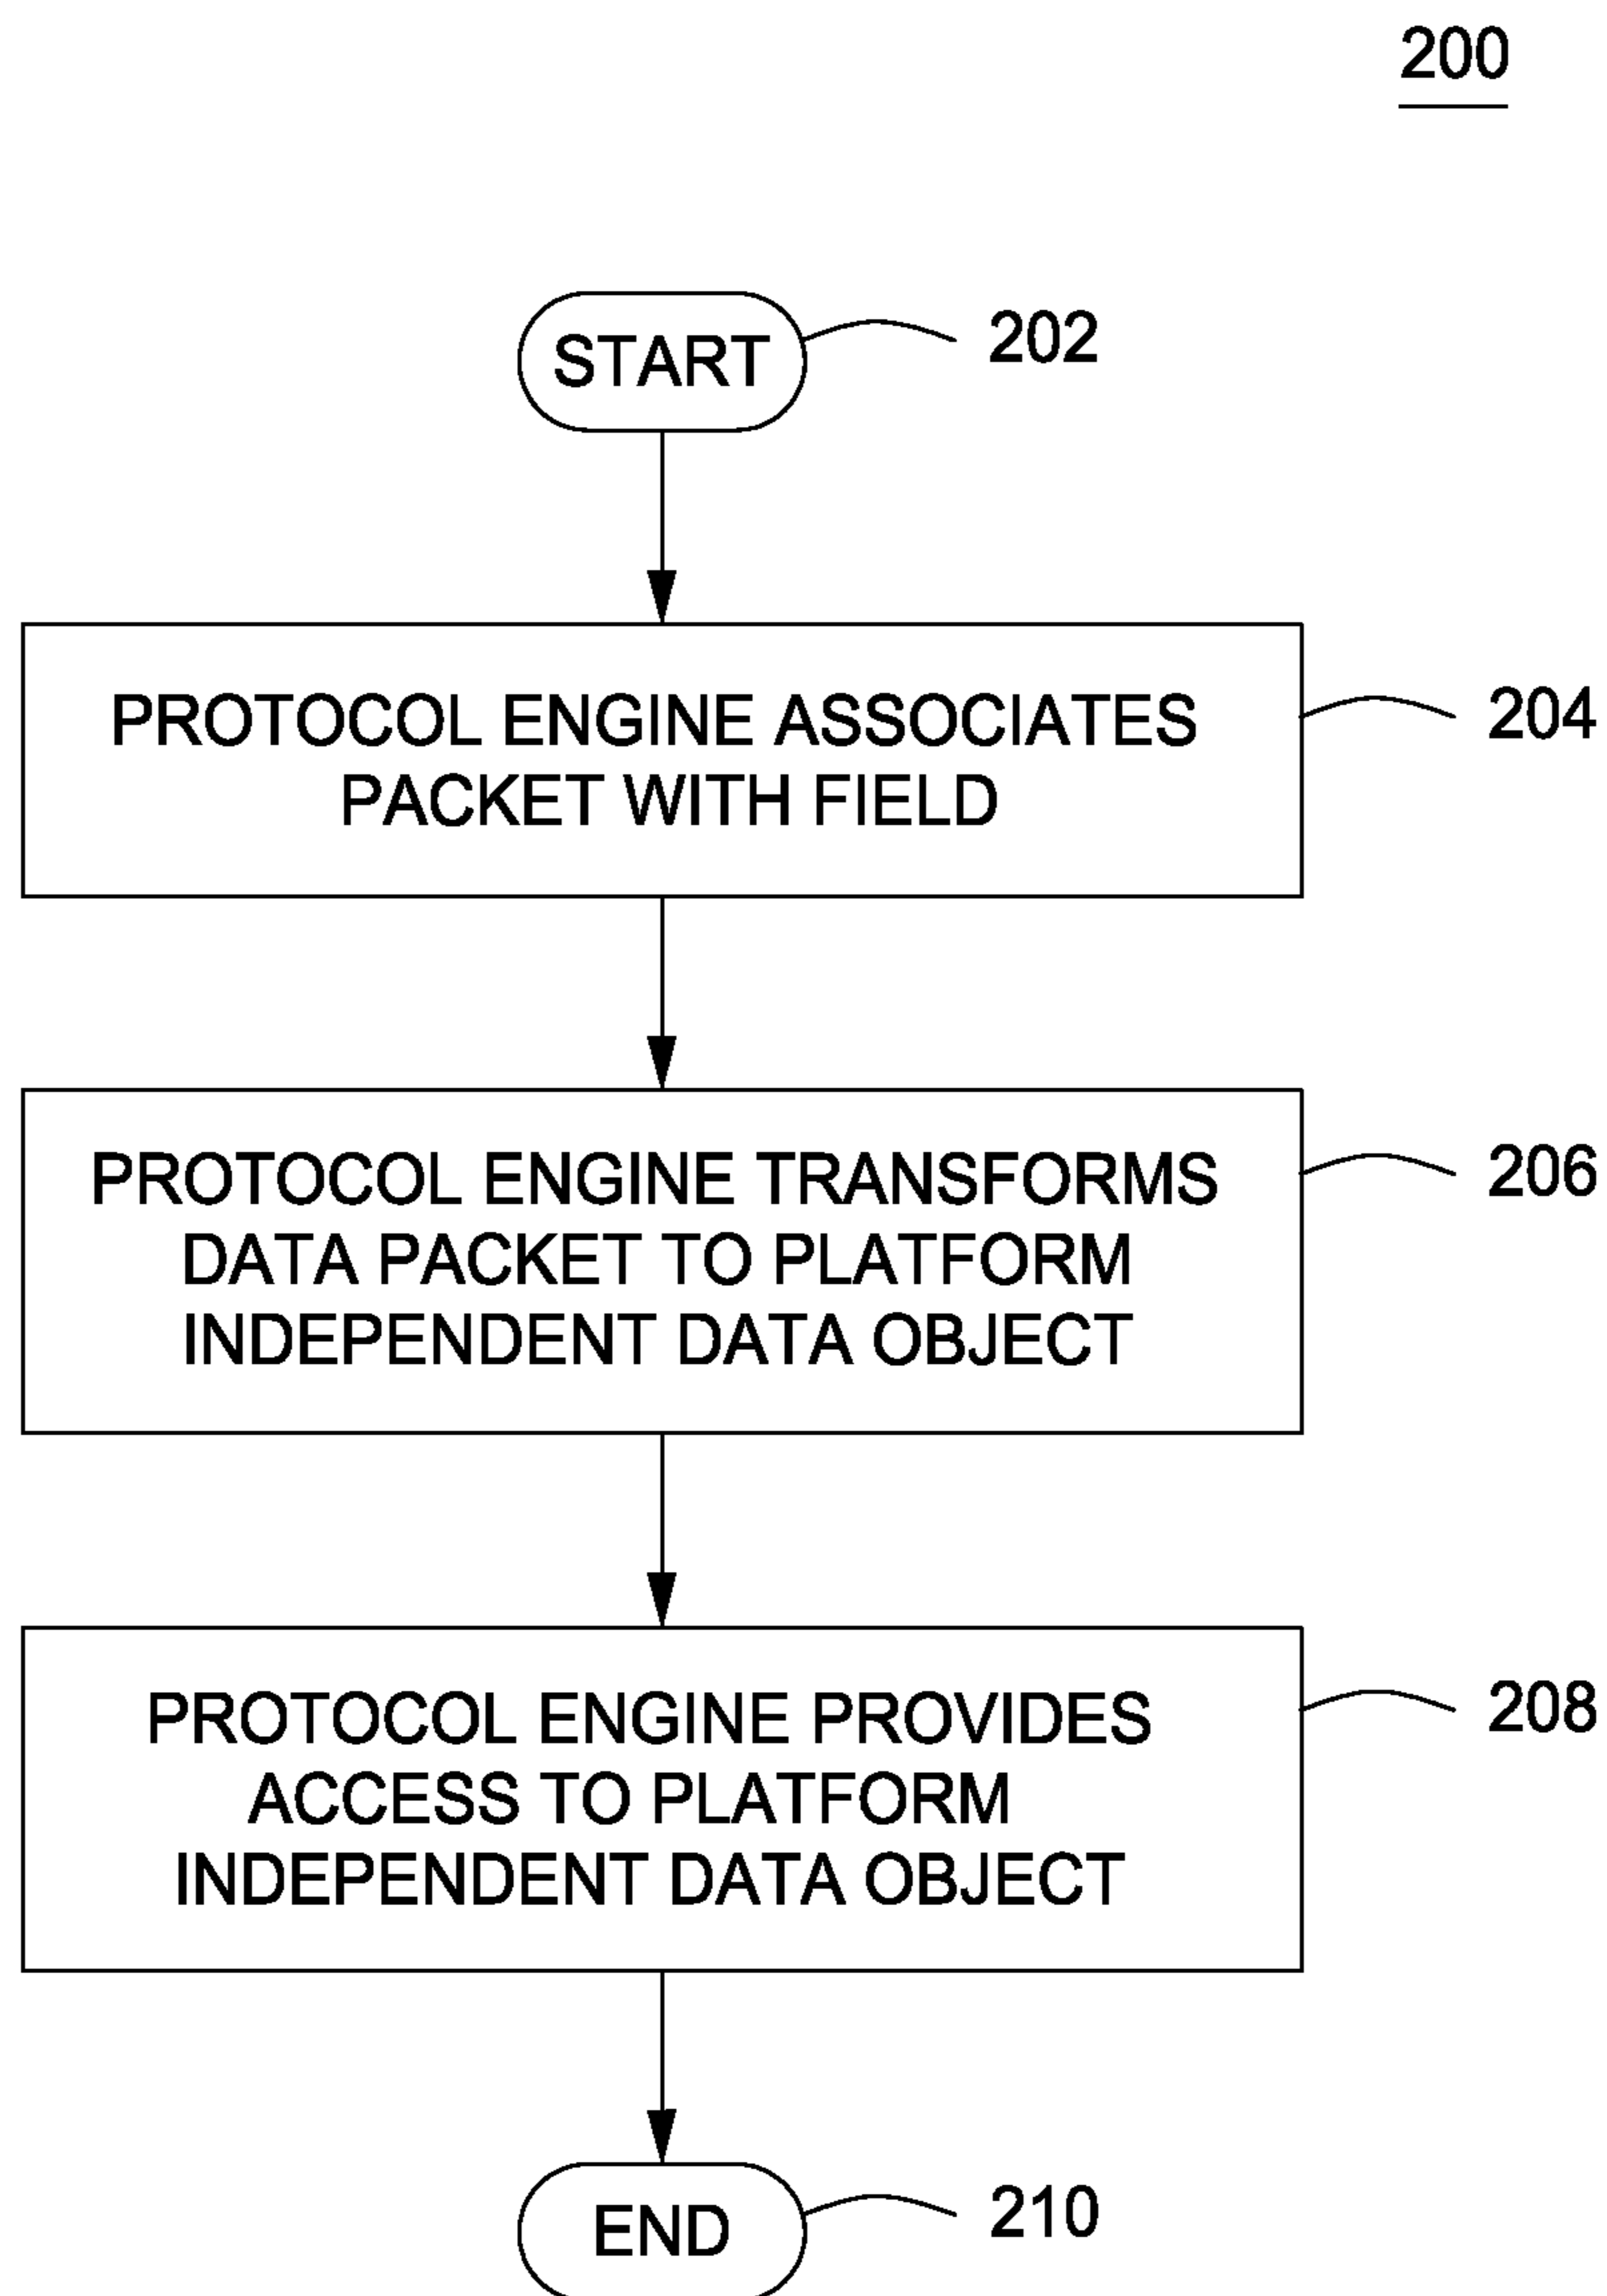 200
START
202
PROTOCOL ENGINE ASSOCIATES
PACKET WITH FIELD
204
PROTOCOL ENGINE TRANSFORMS
DATA PACKET TO PLATFORM
INDEPENDENT DATA OBJECT
206
PROTOCOL ENGINE PROVIDES
ACCESS TO PLATFORM
INDEPENDENT DATA OBJECT
208
END
210